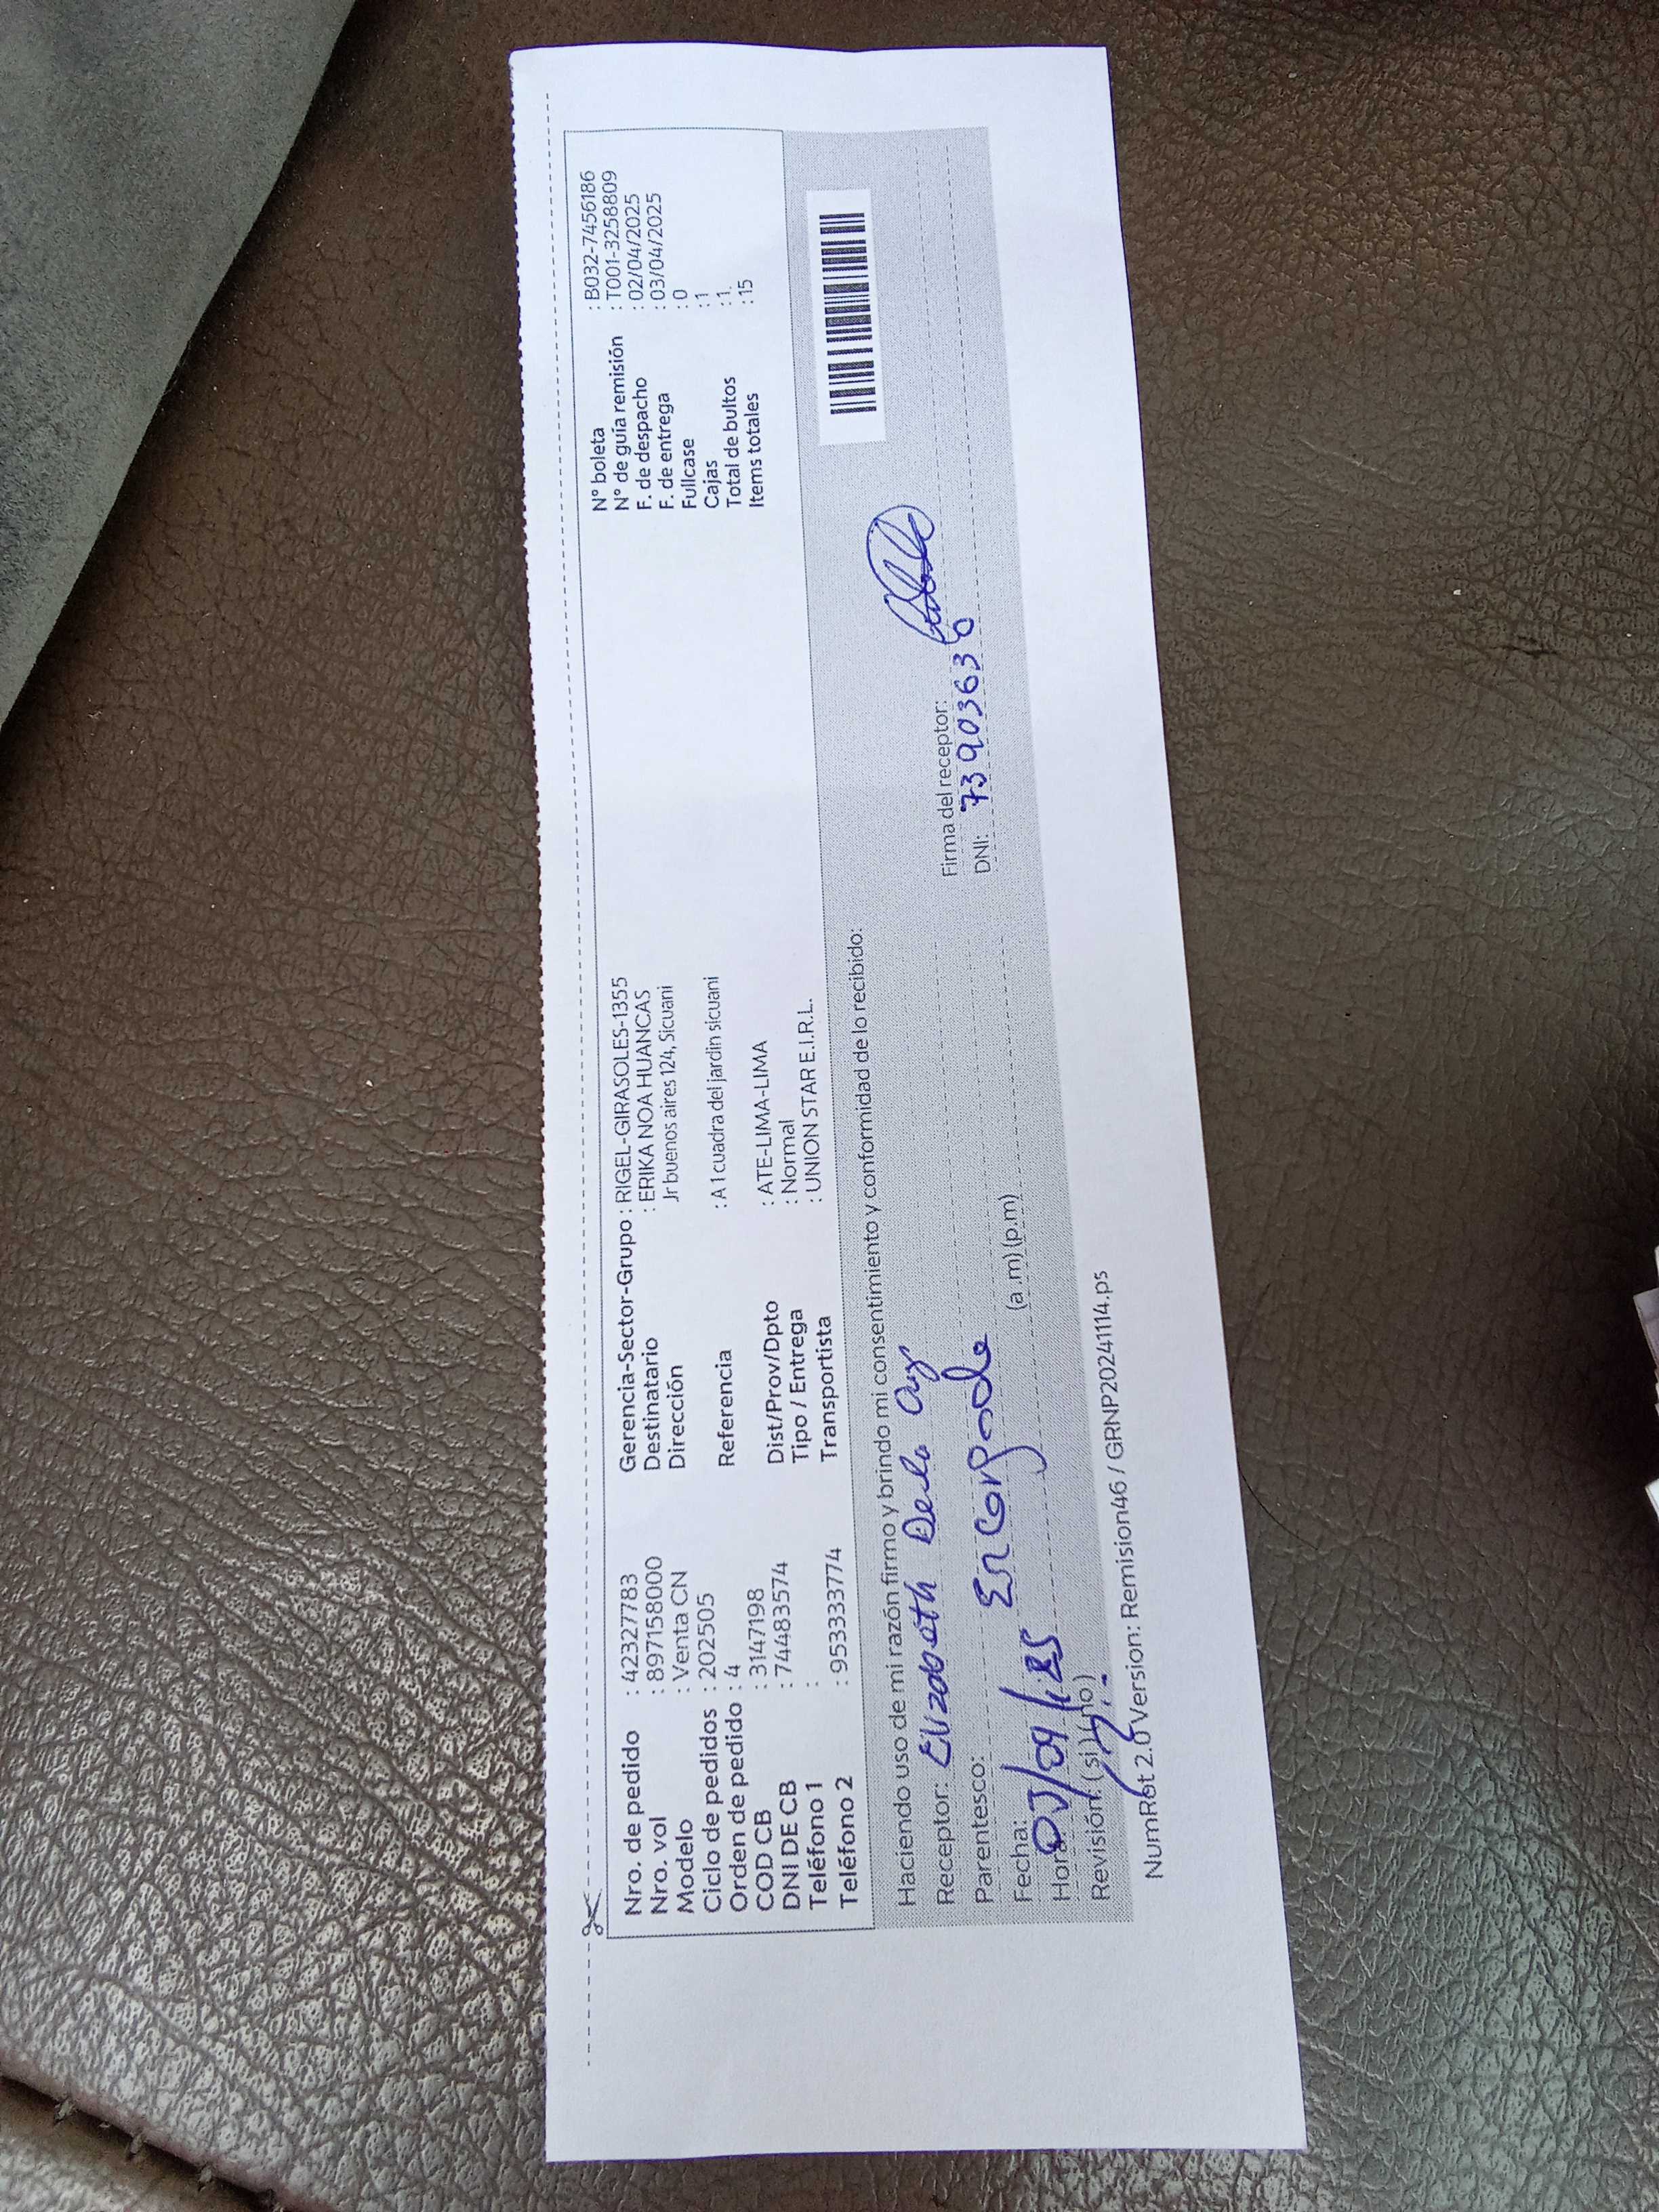 Nro. de pedido : 42327783
Nro. vol : 897158000
Modelo : Venta CN
Ciclo de pedidos : 202505
Orden de pedido : 4
COD CB : 3147198
DNI DE CB : 74483574
Teléfono 1 :
Teléfono 2 : 953333774
Gerencia-Sector-Grupo : RIGEL-GIRASOLES-1355
Destinatario : ERIKA NOA HUANCAS
Dirección Jr buenos aires 124, Sicuani
Referencia : A 1 cuadra del jardin sicuani
Dist/Prov/Dpto : ATE-LIMA-LIMA
Tipo / Entrega : Normal
Transportista : UNION STAR E.I.R.L.
N° boleta : B032-7456186
N° de guía remisión : T001-3258809
F. de despacho : 02/04/2025
F. de entrega : 03/04/2025
Fullcase : 0
Cajas : 1
Total de bultos : 1.
Items totales : 15
Haciendo uso de mi razón firmo y brindo mi consentimiento y conformidad de lo recibido:
Receptor: Elizabeth Dela
Parentesco: Encargada
Fecha:
Hora: (a .m) (p.m)
Revisión: ( si ) ( no )
Firma del receptor:
DNI: 73903636
NumRot 2.0 Version: Remision46 / GRNP20241114.ps